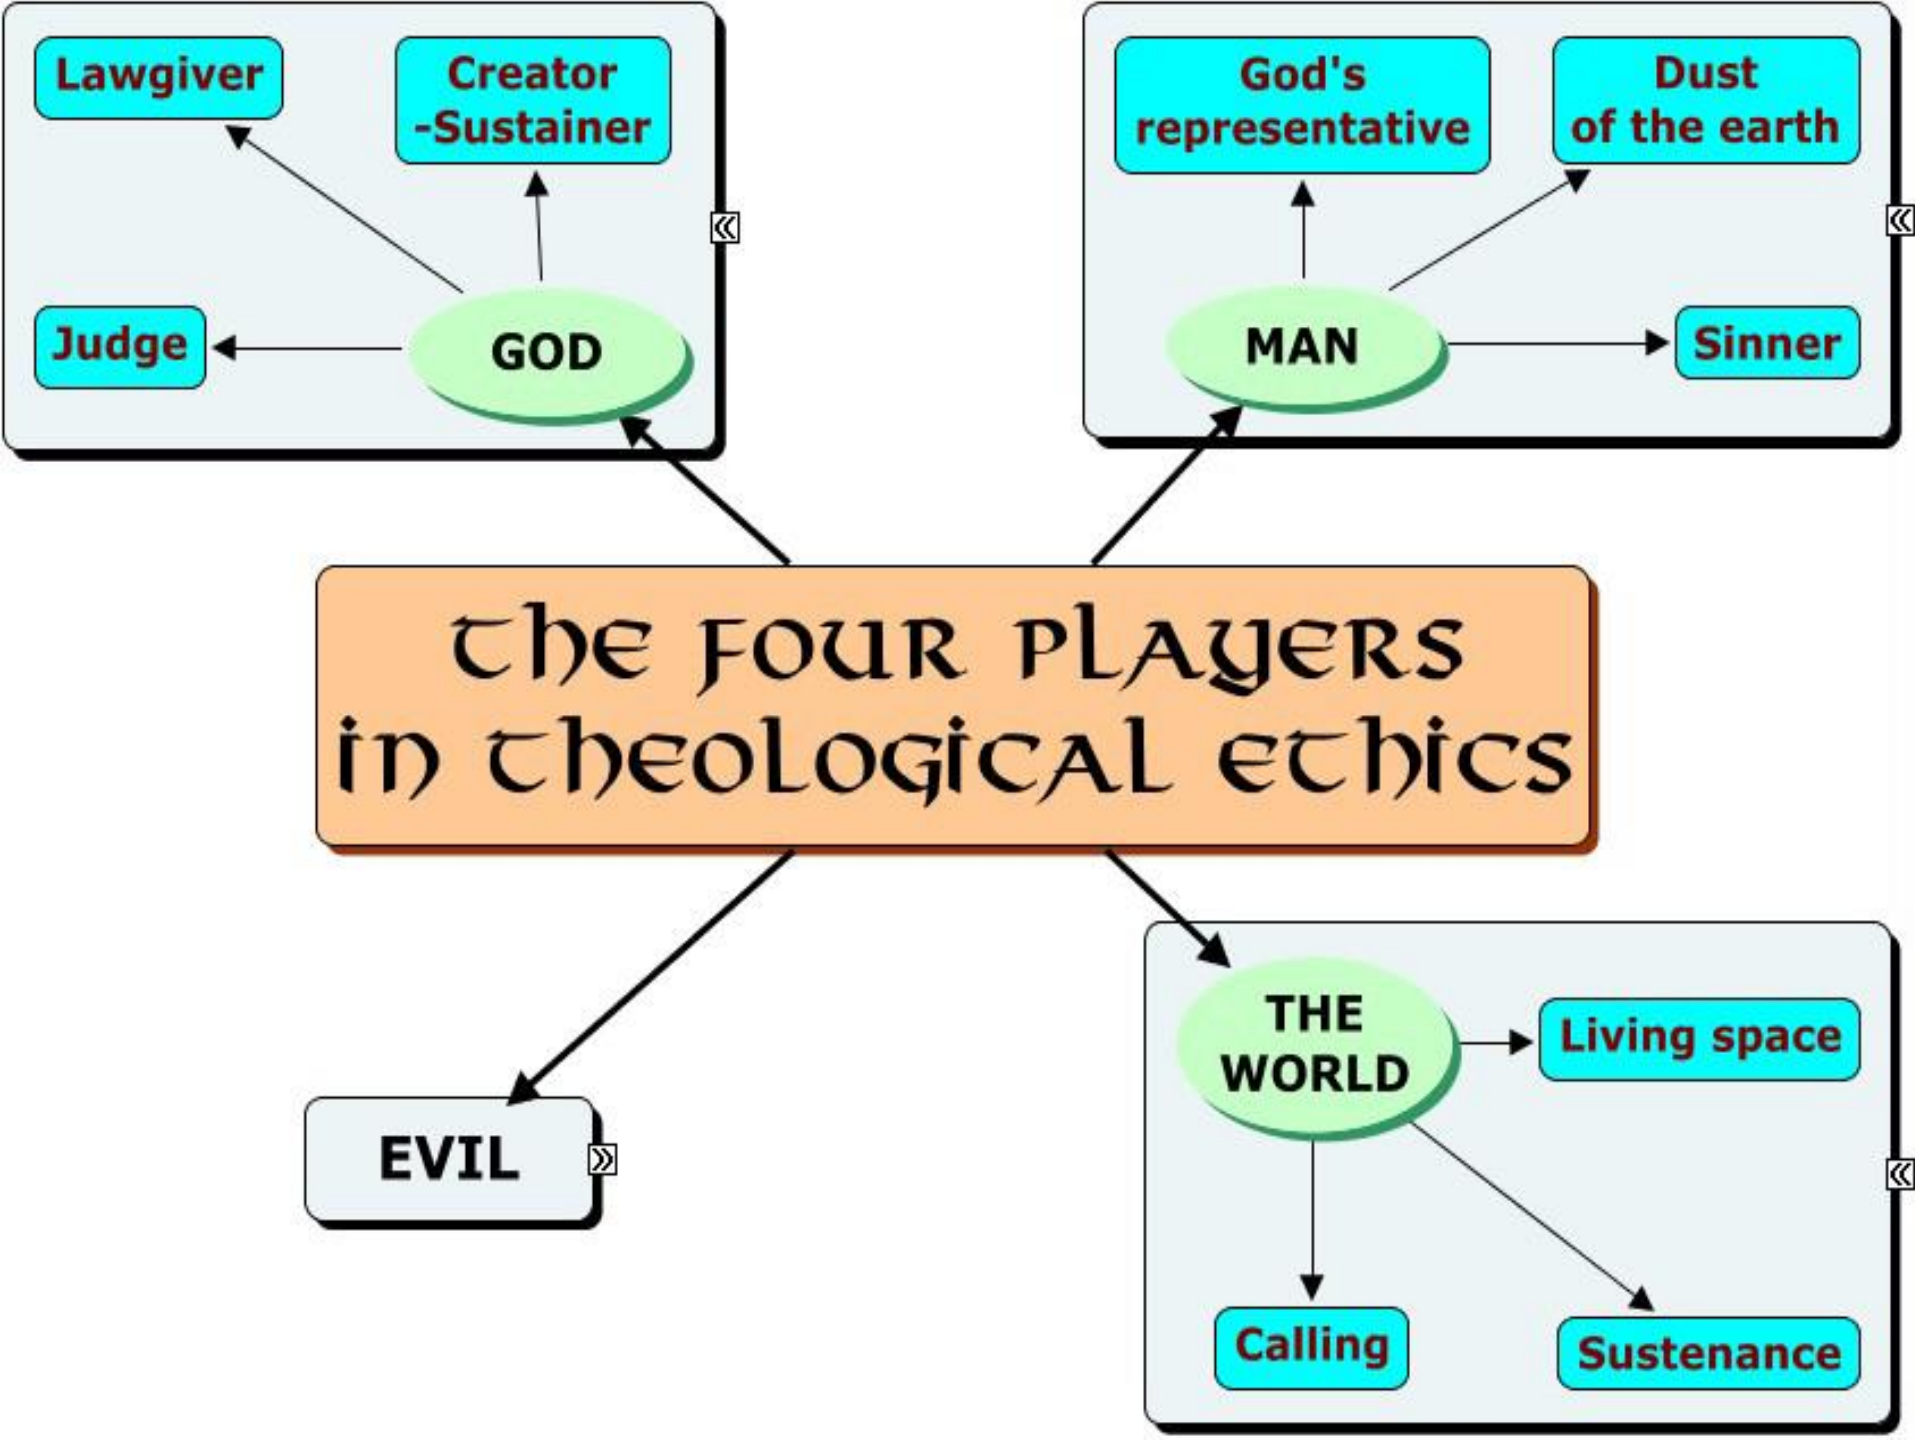 Lawgiver
Creator
-Sustainer
Judge
GOD
God's
representative
Dust
of the earth
MAN
Sinner
The Four Players
in Theological Ethics
EVIL
THE
WORLD
Living space
Calling
Sustenance